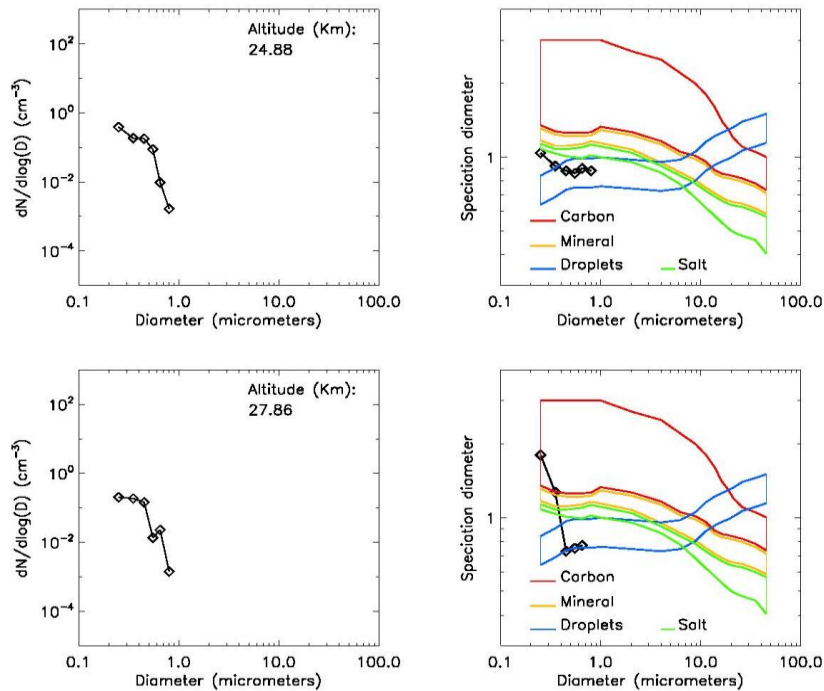 10²
10⁰
10⁻²
10⁻⁴
dN/dlog(D) (cm⁻³)
Altitude (Km):
24.88
0.1 1.0 10.0 100.0
Diameter (micrometers)
Speciation diameter
1
Carbon
Mineral
Droplets Salt
0.1 1.0 10.0 100.0
Diameter (micrometers)
10²
10⁰
10⁻²
10⁻⁴
dN/dlog(D) (cm⁻³)
Altitude (Km):
27.86
0.1 1.0 10.0 100.0
Diameter (micrometers)
Speciation diameter
1
Carbon
Mineral
Droplets Salt
0.1 1.0 10.0 100.0
Diameter (micrometers)